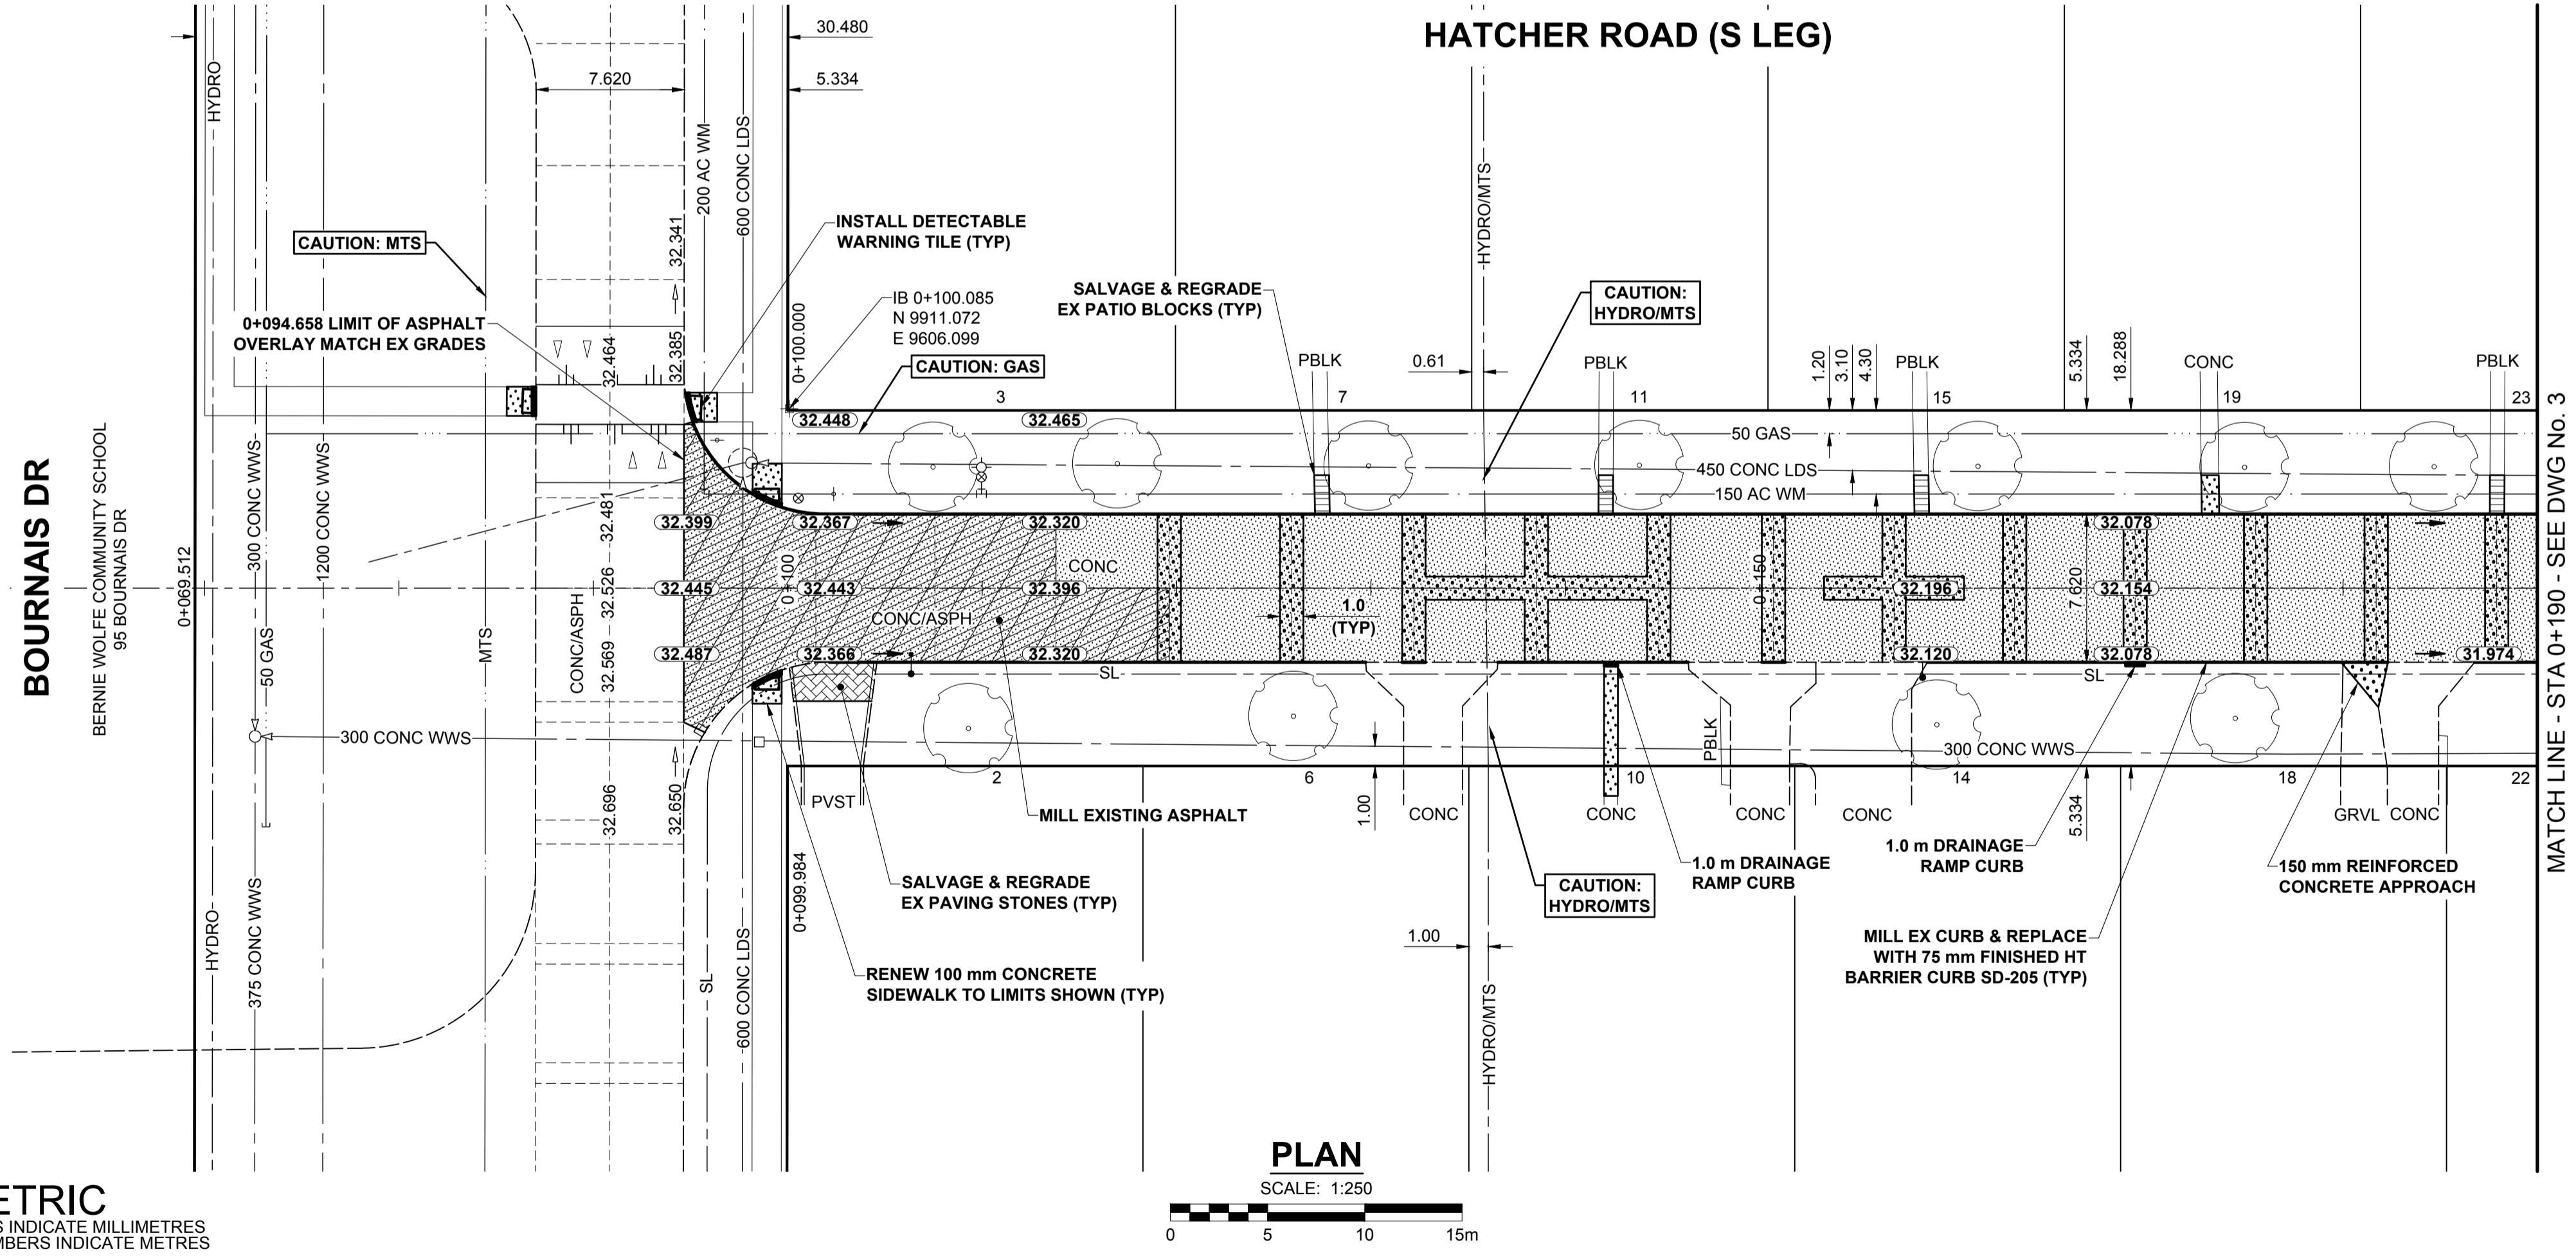 HATCHER ROAD (S LEG)
30.480
5.334
7.620
HYDRO
200 AC WM
600 CONC LDS
HYDRO/MTS
CAUTION: MTS
INSTALL DETECTABLE
WARNING TILE (TYP)
32.341
32.385
32.464
0+094.658 LIMIT OF ASPHALT
OVERLAY MATCH EX GRADES
IB 0+100.085
N 9911.072
E 9606.099
0+100.000
CAUTION: GAS
SALVAGE & REGRADE
EX PATIO BLOCKS (TYP)
CAUTION:
HYDRO/MTS
PBLK
0.61
PBLK
1.20
3.10
4.30
PBLK
5.334
18.288
CONC
PBLK
3
7
11
15
19
23
32.448
32.465
50 GAS
450 CONC LDS
150 AC WM
BOURNAIS DR
BERNIE WOLFE COMMUNITY SCHOOL
95 BOURNAIS DR
0+069.512
300 CONC WWS
1200 CONC WWS
50 GAS
MTS
CONC/ASPH
32.481
32.526
32.569
32.696
32.650
32.399
32.367
32.320
32.078
CONC
0+100
0+150
32.445
32.443
32.396
32.196
32.154
7.620
CONC/ASPH
1.0
(TYP)
32.487
32.366
32.320
32.120
32.078
31.974
SL
SL
300 CONC WWS
PBLK
300 CONC WWS
2
6
10
14
18
22
PVST
MILL EXISTING ASPHALT
1.00
CONC
CONC
CONC
CONC
5.334
GRVL
CONC
0+099.984
SALVAGE & REGRADE
EX PAVING STONES (TYP)
CAUTION:
HYDRO/MTS
1.0 m DRAINAGE
RAMP CURB
1.0 m DRAINAGE
RAMP CURB
150 mm REINFORCED
CONCRETE APPROACH
HYDRO
375 CONC WWS
SL
600 CONC LDS
RENEW 100 mm CONCRETE
SIDEWALK TO LIMITS SHOWN (TYP)
1.00
HYDRO/MTS
MILL EX CURB & REPLACE
WITH 75 mm FINISHED HT
BARRIER CURB SD-205 (TYP)
MATCH LINE - STA 0+190 - SEE DWG No. 3
PLAN
SCALE: 1:250
0 5 10 15m
ETRIC
S INDICATE MILLIMETRES
MBERS INDICATE METRES